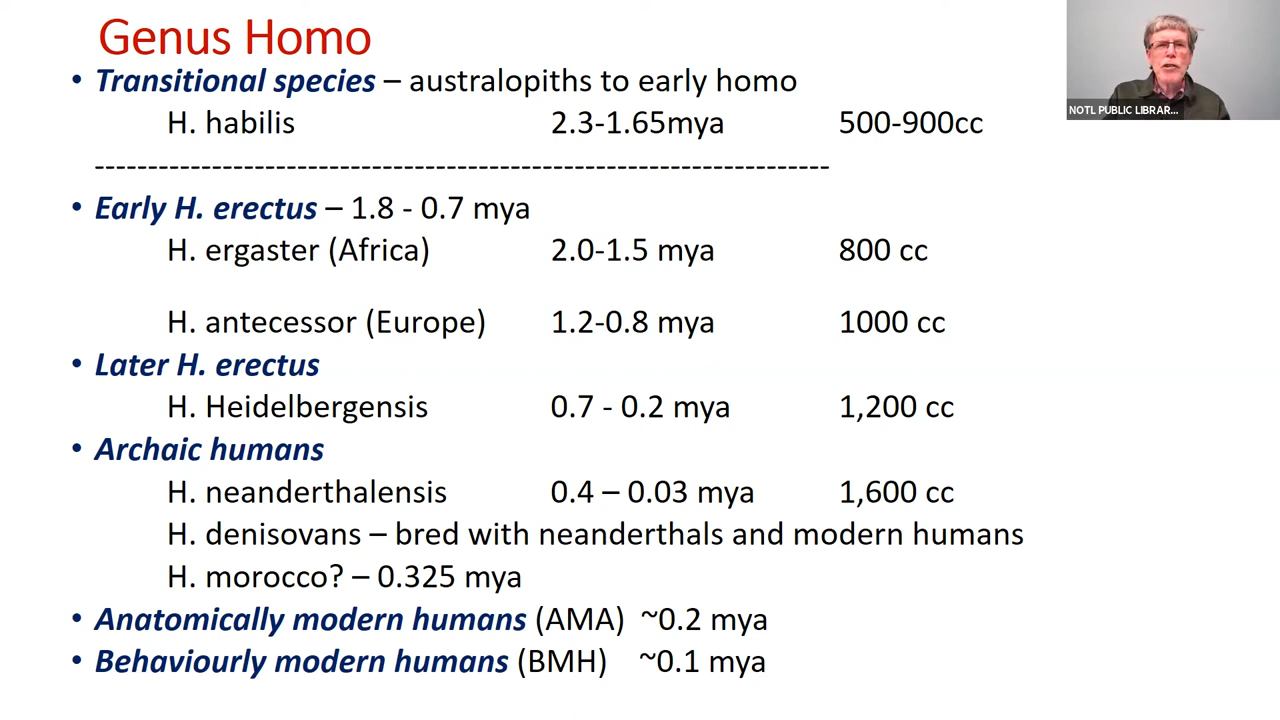 Genus Homo
• Transitional species – australopiths to early homo
H. habilis 2.3-1.65mya 500-900cc
----------------------------------------------------------------------
• Early H. erectus – 1.8 - 0.7 mya
H. ergaster (Africa) 2.0-1.5 mya 800 cc
H. antecessor (Europe) 1.2-0.8 mya 1000 cc
• Later H. erectus
H. Heidelbergensis 0.7 - 0.2 mya 1,200 cc
• Archaic humans
H. neanderthalensis 0.4 – 0.03 mya 1,600 cc
H. denisovans – bred with neanderthals and modern humans
H. morocco? – 0.325 mya
• Anatomically modern humans (AMA) ~0.2 mya
• Behaviourly modern humans (BMH) ~0.1 mya
NOTL PUBLIC LIBRAR...